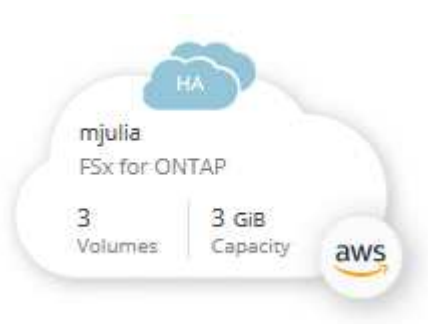 HA
mjulia
FSx for ONTAP
3
Volumes
3 GiB
Capacity
aws